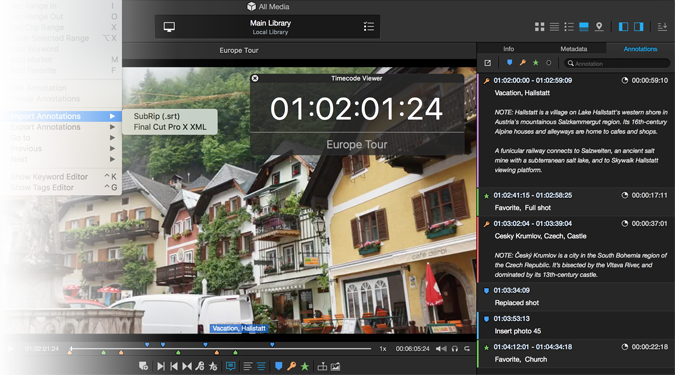 All Media
Main Library
Local Library
Europe Tour
Info
Metadata
Annotations
Annotation
Timecode Viewer
01:02:01:24
Europe Tour
Selected Range ⌥ X
SubRip (.srt)
Final Cut Pro X XML
Import Annotations
Export Annotations
Previous
Show Keyword Editor ^ K
Show Tags Editor ^ G
01:02:00:00 - 01:02:59:09
00:00:59:10
Vacation, Hallstatt
NOTE: Hallstatt is a village on Lake Hallstatt's western shore in
Austria's mountainous Salzkammergut region. Its 16th-century
Alpine houses and alleyways are home to cafes and shops.
A funicular railway connects to Salzwelten, an ancient salt
mine with a subterranean salt lake, and to Skywalk Hallstatt
viewing platform.
01:02:41:15 - 01:02:58:25
00:00:17:11
Favorite, Full shot
01:03:02:04 - 01:03:39:04
00:00:37:01
Cesky Krumlov, Czech, Castle
NOTE: Český Krumlov is a city in the South Bohemia region of
the Czech Republic. It's bisected by the Vltava River, and
dominated by its 13th-century castle.
01:03:34:09
Replaced shot
01:03:53:13
Insert photo 45
01:04:12:01 - 01:04:34:18
00:00:22:18
Favorites, Church
Vacation, Hallstatt
01:02:01:24
1x
00:06:05:24